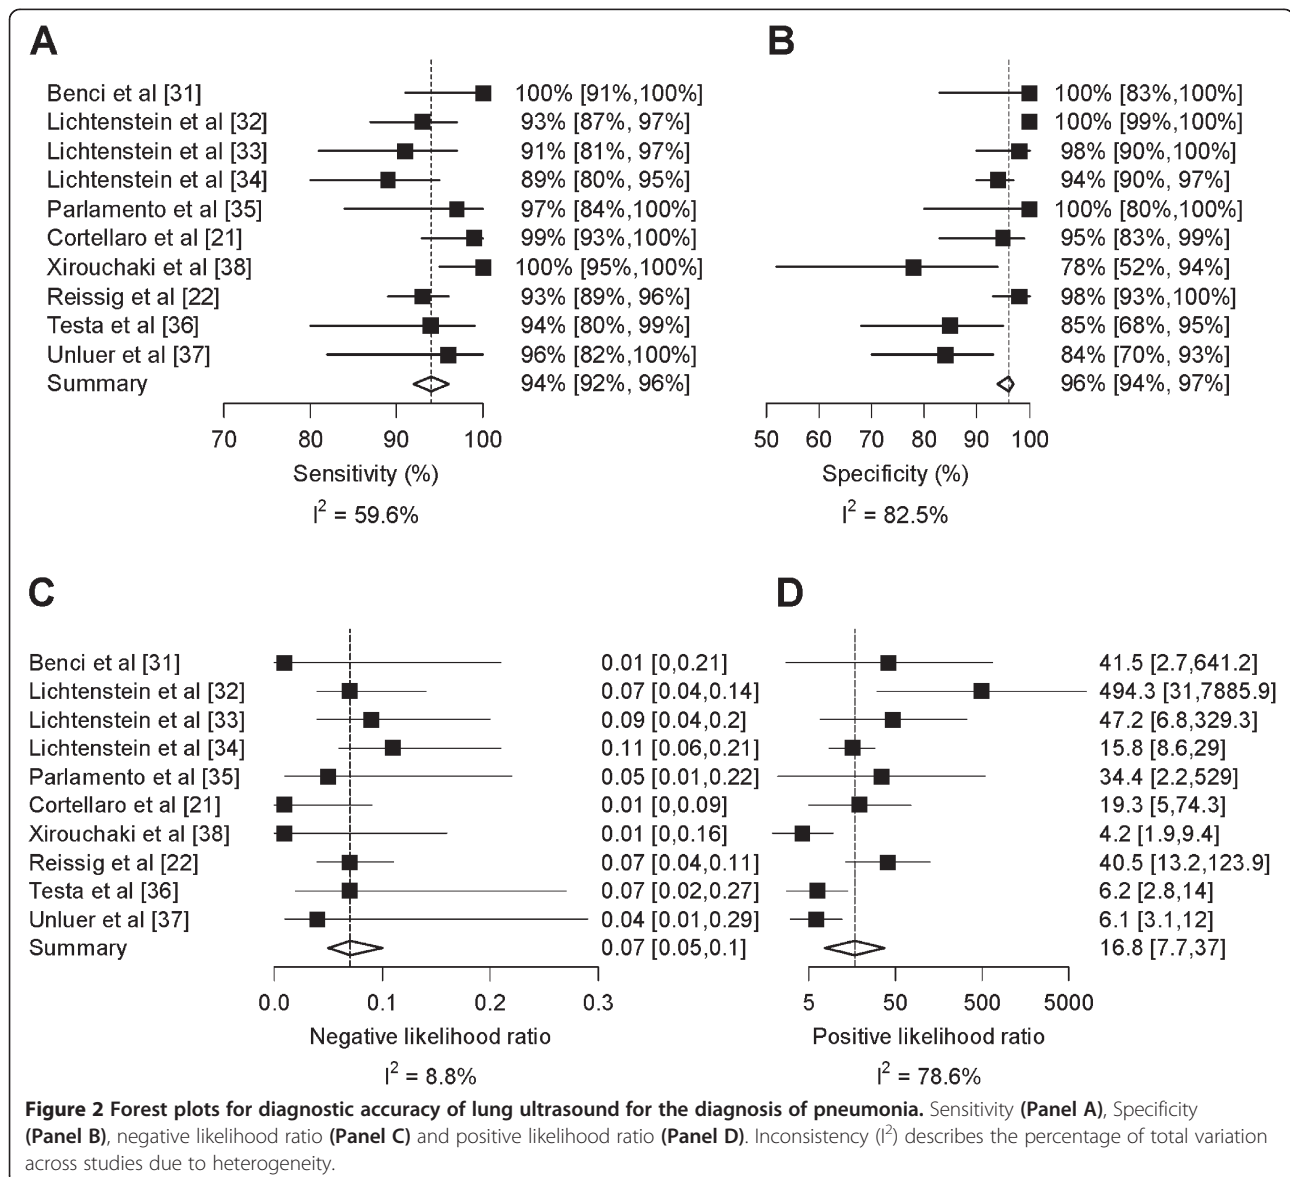 A
Benci et al [31] 100% [91%,100%]
Lichtenstein et al [32] 93% [87%, 97%]
Lichtenstein et al [33] 91% [81%, 97%]
Lichtenstein et al [34] 89% [80%, 95%]
Parlamento et al [35] 97% [84%,100%]
Cortellaro et al [21] 99% [93%,100%]
Xirouchaki et al [38] 100% [95%,100%]
Reissig et al [22] 93% [89%, 96%]
Testa et al [36] 94% [80%, 99%]
Unluer et al [37] 96% [82%,100%]
Summary 94% [92%, 96%]
70 80 90 100
Sensitivity (%)
I² = 59.6%
B
100% [83%,100%]
100% [99%,100%]
98% [90%,100%]
94% [90%, 97%]
100% [80%,100%]
95% [83%, 99%]
78% [52%, 94%]
98% [93%,100%]
85% [68%, 95%]
84% [70%, 93%]
96% [94%, 97%]
50 60 70 80 90 100
Specificity (%)
I² = 82.5%
C
Benci et al [31] 0.01 [0,0.21]
Lichtenstein et al [32] 0.07 [0.04,0.14]
Lichtenstein et al [33] 0.09 [0.04,0.2]
Lichtenstein et al [34] 0.11 [0.06,0.21]
Parlamento et al [35] 0.05 [0.01,0.22]
Cortellaro et al [21] 0.01 [0,0.09]
Xirouchaki et al [38] 0.01 [0,0.16]
Reissig et al [22] 0.07 [0.04,0.11]
Testa et al [36] 0.07 [0.02,0.27]
Unluer et al [37] 0.04 [0.01,0.29]
Summary 0.07 [0.05,0.1]
0.0 0.1 0.2 0.3
Negative likelihood ratio
I² = 8.8%
D
41.5 [2.7,641.2]
494.3 [31,7885.9]
47.2 [6.8,329.3]
15.8 [8.6,29]
34.4 [2.2,529]
19.3 [5,74.3]
4.2 [1.9,9.4]
40.5 [13.2,123.9]
6.2 [2.8,14]
6.1 [3.1,12]
16.8 [7.7,37]
5 50 500 5000
Positive likelihood ratio
I² = 78.6%
Figure 2 Forest plots for diagnostic accuracy of lung ultrasound for the diagnosis of pneumonia. Sensitivity (Panel A), Specificity
(Panel B), negative likelihood ratio (Panel C) and positive likelihood ratio (Panel D). Inconsistency (I²) describes the percentage of total variation
across studies due to heterogeneity.